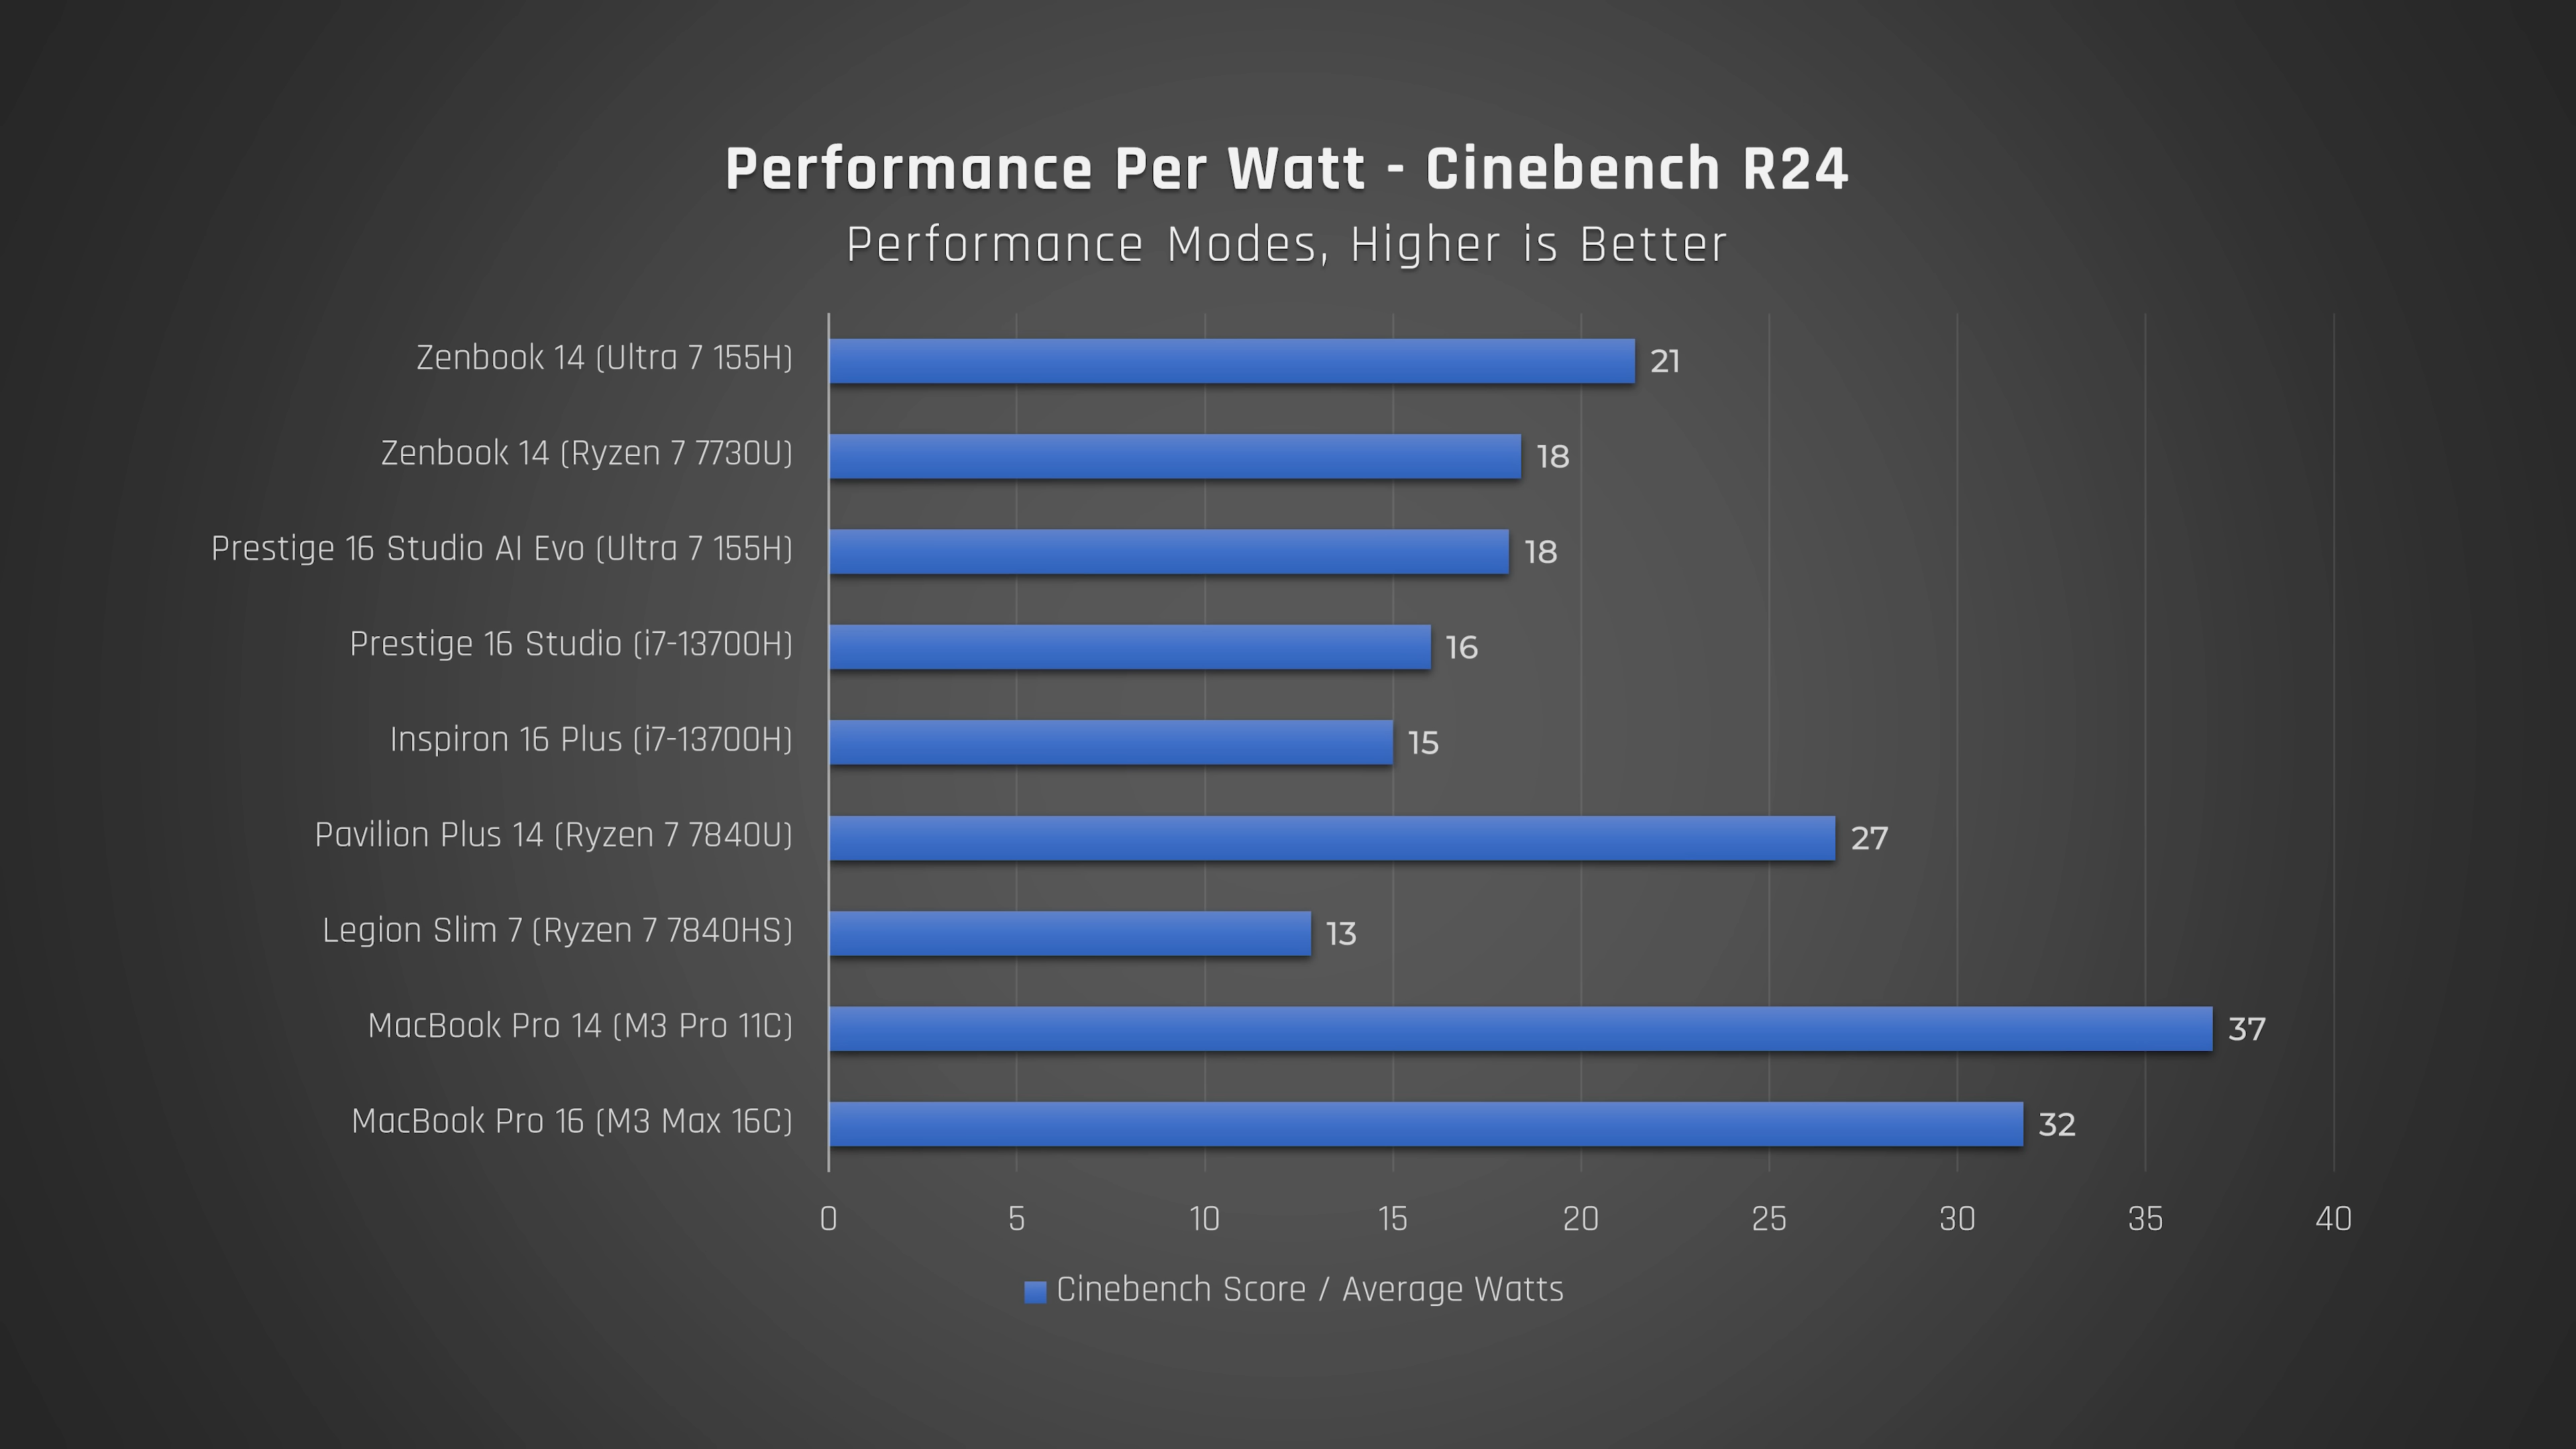 Performance Per Watt - Cinebench R24
Performance Modes, Higher is Better
Zenbook 14 (Ultra 7 155H) 21
Zenbook 14 (Ryzen 7 7730U) 18
Prestige 16 Studio AI Evo (Ultra 7 155H) 18
Prestige 16 Studio (i7-13700H) 16
Inspiron 16 Plus (i7-13700H) 15
Pavilion Plus 14 (Ryzen 7 7840U) 27
Legion Slim 7 (Ryzen 7 7840HS) 13
MacBook Pro 14 (M3 Pro 11C) 37
MacBook Pro 16 (M3 Max 16C) 32
0 5 10 15 20 25 30 35 40
Cinebench Score / Average Watts